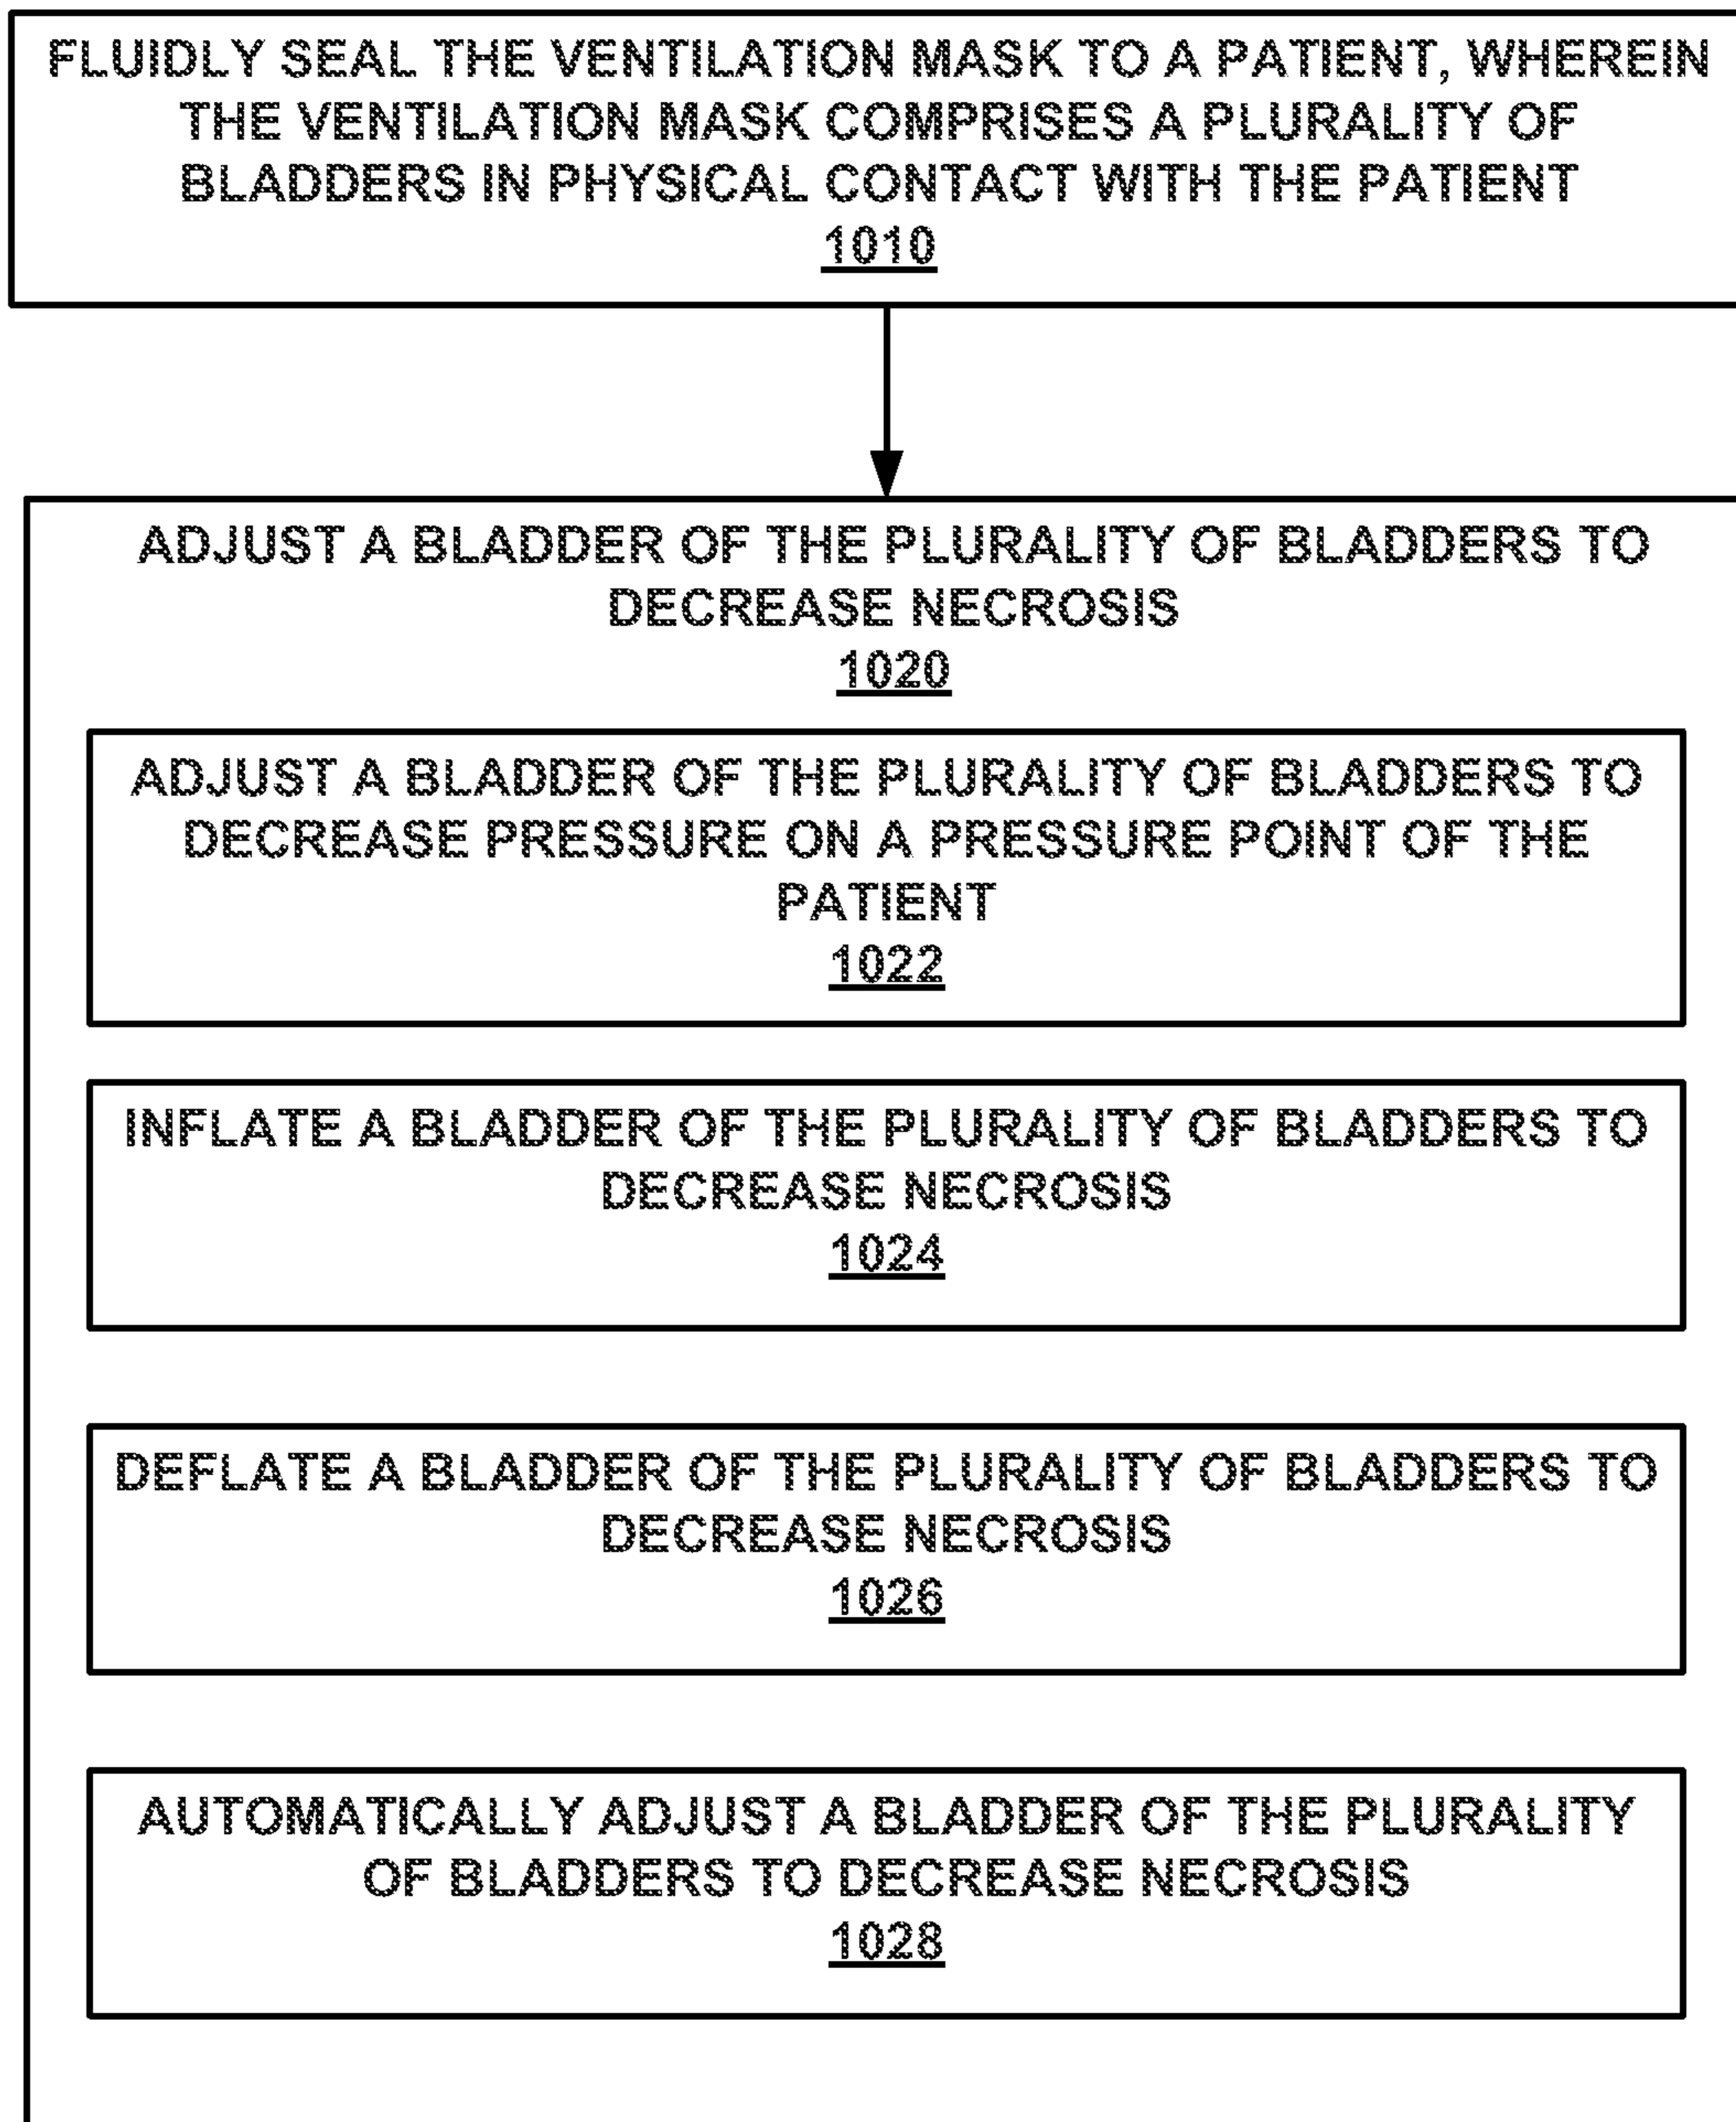 FLUIDLY SEAL THE VENTILATION MASK TO A PATIENT, WHEREIN
THE VENTILATION MASK COMPRISES A PLURALITY OF
BLADDERS IN PHYSICAL CONTACT WITH THE PATIENT
1010
ADJUST A BLADDER OF THE PLURALITY OF BLADDERS TO
DECREASE NECROSIS
1020
ADJUST A BLADDER OF THE PLURALITY OF BLADDERS TO
DECREASE PRESSURE ON A PRESSURE POINT OF THE
PATIENT
1022
INFLATE A BLADDER OF THE PLURALITY OF BLADDERS TO
DECREASE NECROSIS
1024
DEFLATE A BLADDER OF THE PLURALITY OF BLADDERS TO
DECREASE NECROSIS
1026
AUTOMATICALLY ADJUST A BLADDER OF THE PLURALITY
OF BLADDERS TO DECREASE NECROSIS
1028